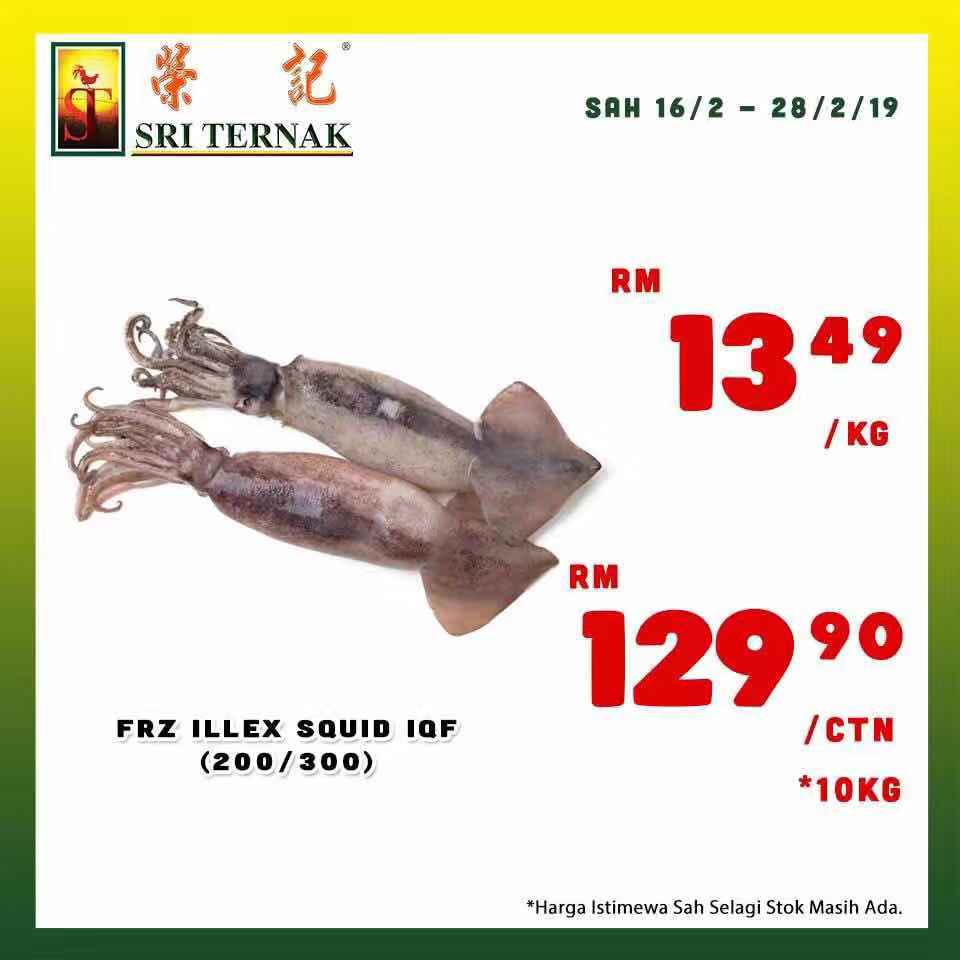 榮記®
ST
SRI TERNAK
SAH 16/2 - 28/2/19
RM
13 49
/KG
RM
129 90
/CTN
*10KG
FRZ ILLEX SQUID IQF
(200/300)
*Harga Istimewa Sah Selagi Stok Masih Ada.